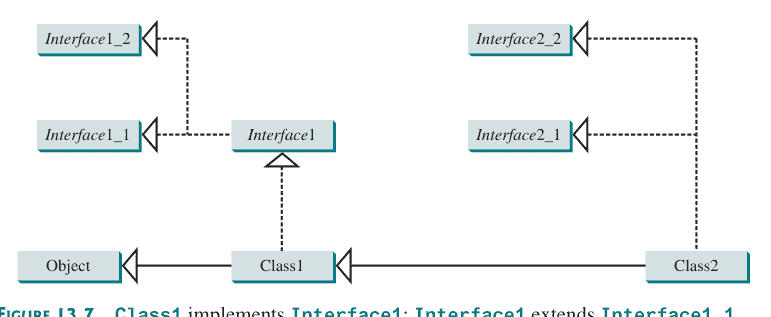 Interface1_2 Interface2_2
Interface1_1 Interface1 Interface2_1
Object Class1 Class2
FIGURE 13.7 Class1 implements Interface1; Interface1 extends Interface1_1